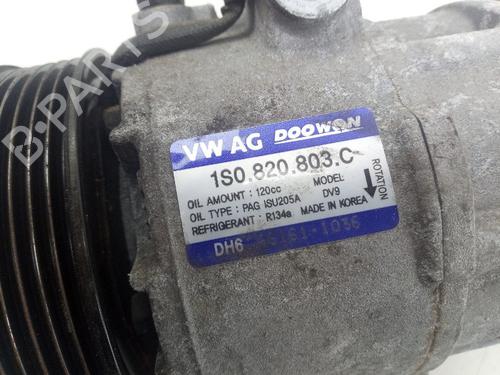 VW AG DOOWON
1S0.820.803.C
OIL AMOUNT : 120cc MODEL
OIL TYPE : PAG ISU205A DV9
REFRIGERANT : R134a MADE IN KOREA
ROTATION
DH6 1036
B-PARTS